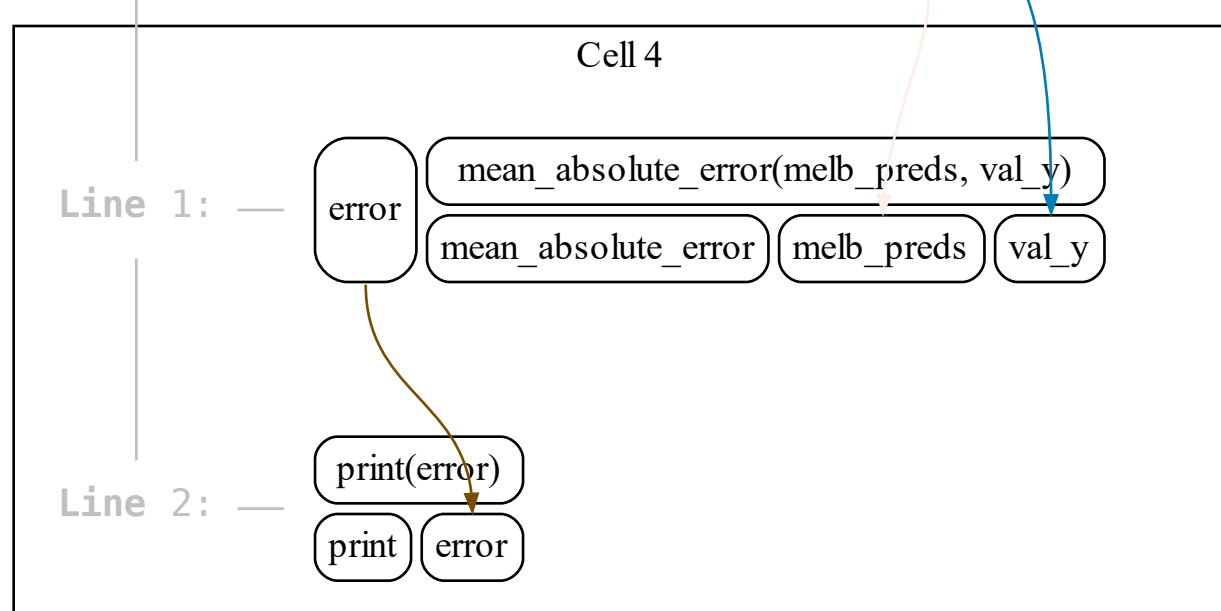 Cell 4
mean_absolute_error(melb_preds, val_y)
Line 1:
error
mean_absolute_error
melb_preds
val_y
print(error)
Line 2:
print
error